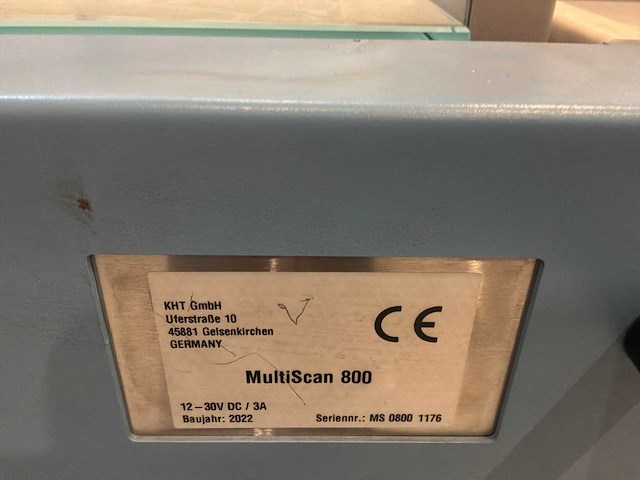 KHT GmbH
Uferstraße 10
45881 Gelsenkirchen
GERMANY
CE
MultiScan 800
12–30V DC / 3A
Baujahr: 2022
Seriennr.: MS 0800 1176